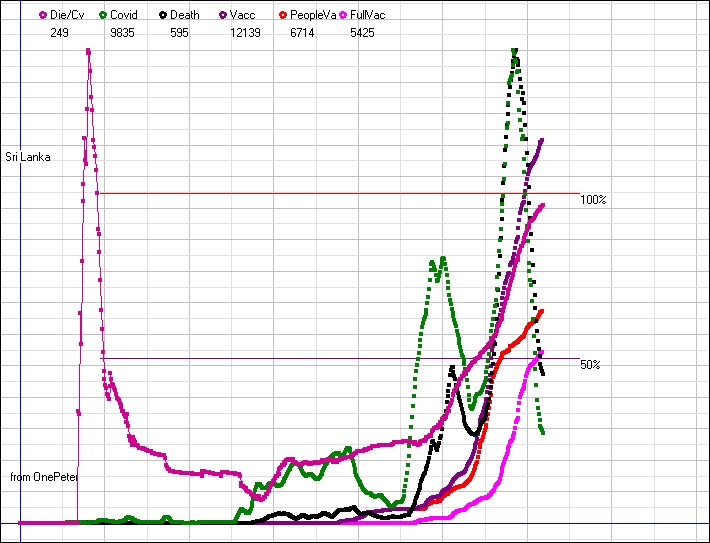 Die/Cv Covid Death Vacc PeopleVa FullVac
249 9835 595 12139 6714 5425
Sri Lanka
100%
50%
from OnePeter